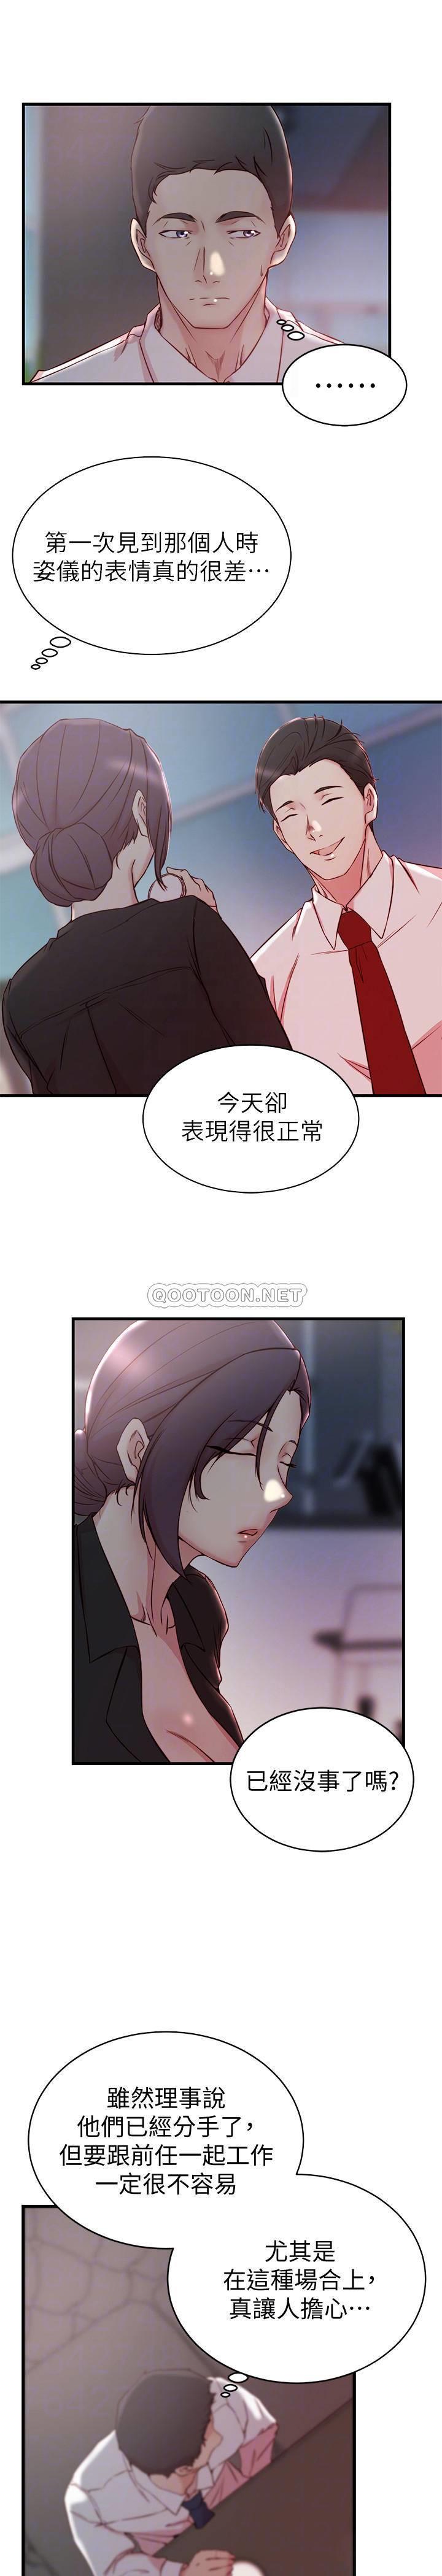 ······
第一次見到那個人時
姿儀的表情真的很差···
今天卻
表現得很正常
QOOTOON.NET
已經沒事了嗎?
雖然理事說
他們已經分手了,
但要跟前任一起工作
一定很不容易
尤其是
在這種場合上,
真讓人擔心···